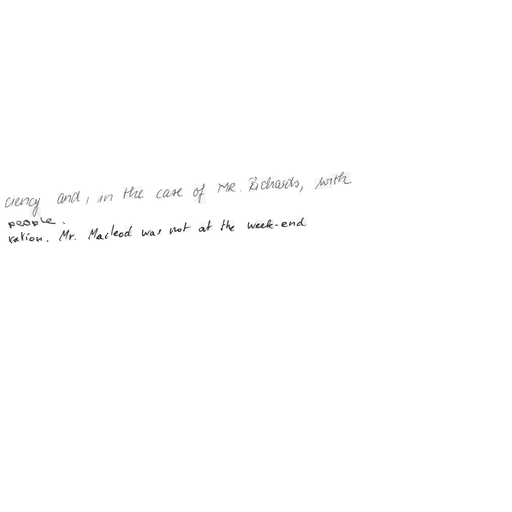 ciency and, in the case of MR. Richards, with
people.
ration. Mr. Macleod was not at the week-end